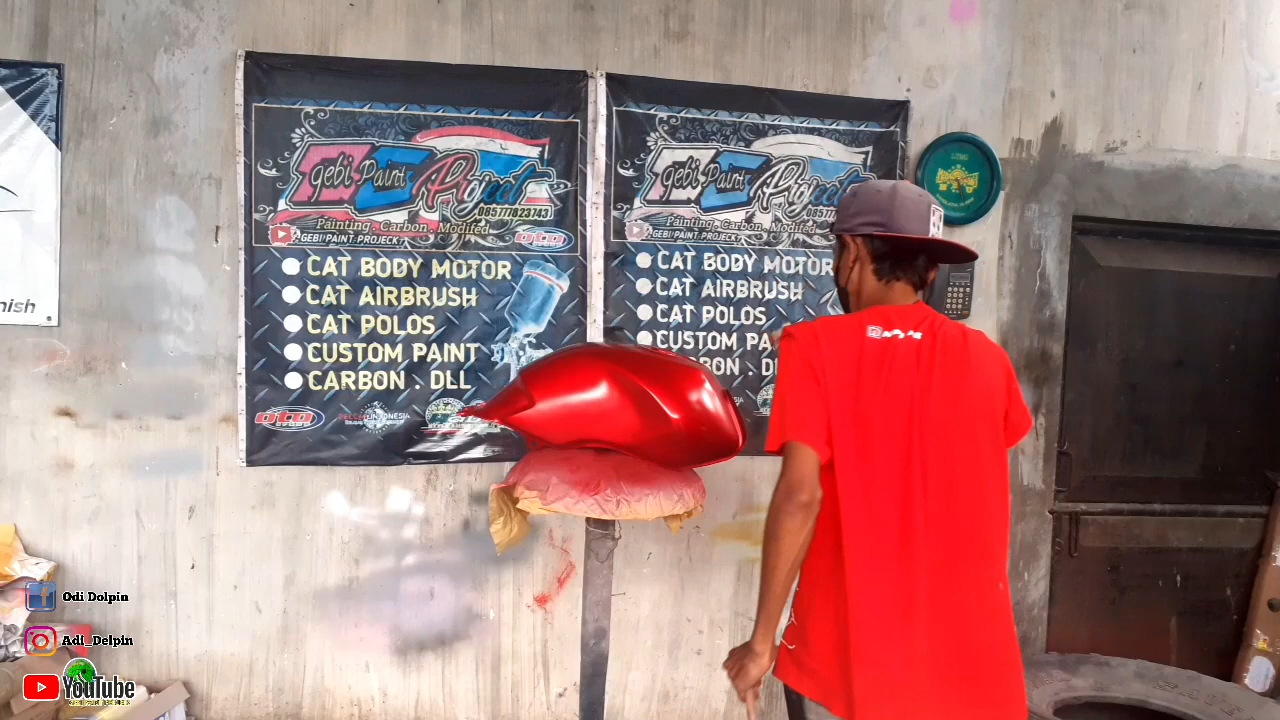 nish
gebi Paint Project
085777823743
Painting . Carbon . Modifed
GEBI PAINT PROJECK
oto
CAT BODY MOTOR
CAT AIRBRUSH
CAT POLOS
CUSTOM PAINT
CARBON . DLL
oto
gebi Paint Project
Painting . Carbon . Modifed
GEBI PAINT PROJECK
CAT BODY MOTOR
CAT AIRBRUSH
CAT POLOS
CUSTOM PA
BON . D
Odi Dolpin
Adi_Delpin
YouTube